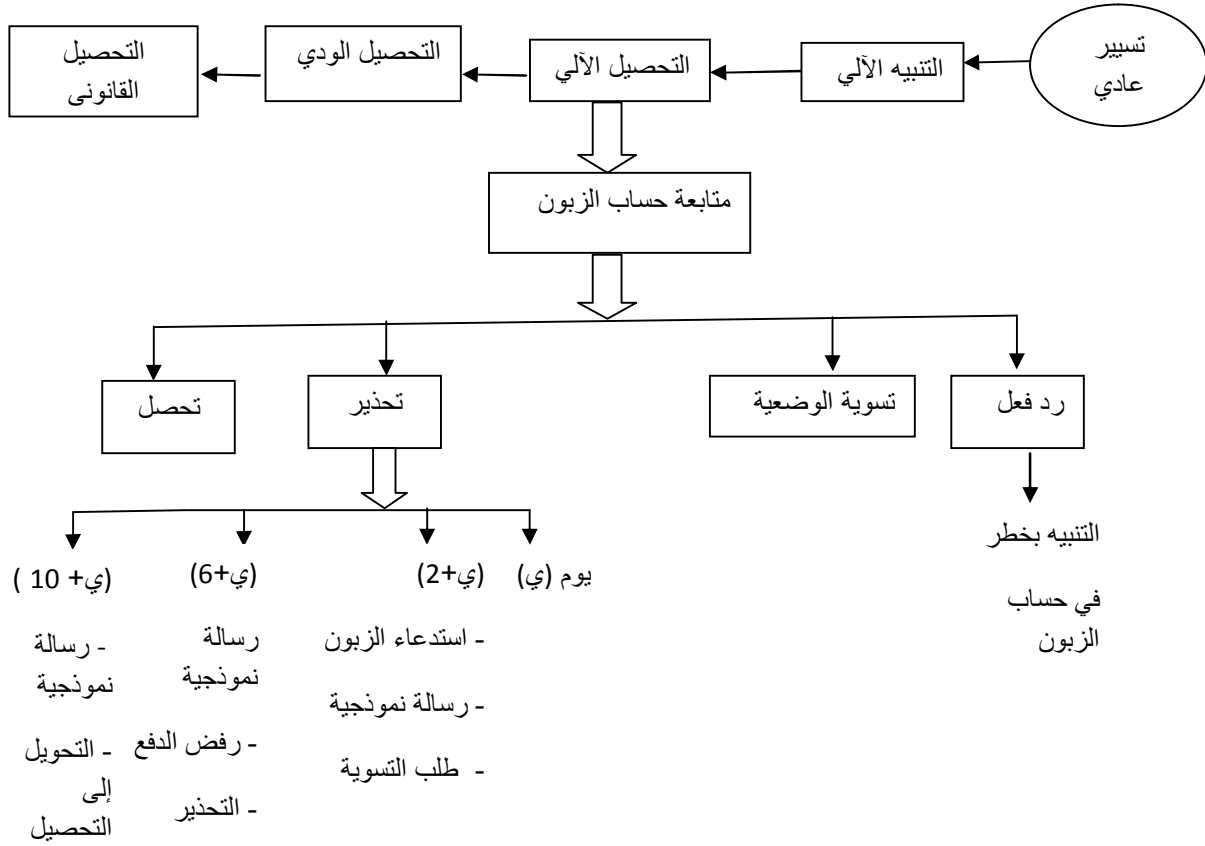 تسيير
عادي
التنبيه الآلي
التحصيل الآلي
التحصيل الودي
التحصيل
القانونى
متابعة حساب الزبون
رد فعل
تسوية الوضعية
تحذير
تحصل
التنبيه بخطر
في حساب
الزبون
يوم (ي)
(ي+2)
- استدعاء الزبون
- رسالة نموذجية
- طلب التسوية
(ي+6)
رسالة
نموذجية
- رفض الدفع
- التحذير
(ي+ 10 )
- رسالة
نموذجية
- التحويل
إلى
التحصيل